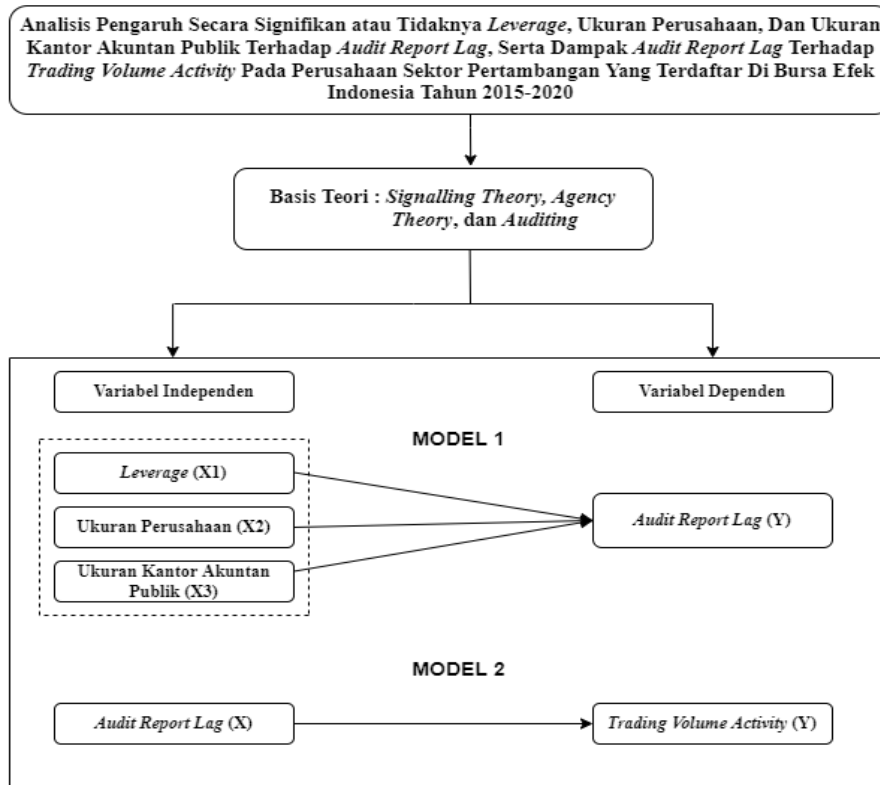 Analisis Pengaruh Secara Signifikan atau Tidaknya Leverage, Ukuran Perusahaan, Dan Ukuran
Kantor Akuntan Publik Terhadap Audit Report Lag, Serta Dampak Audit Report Lag Terhadap
Trading Volume Activity Pada Perusahaan Sektor Pertambangan Yang Terdaftar Di Bursa Efek
Indonesia Tahun 2015-2020
Basis Teori : Signalling Theory, Agency
Theory, dan Auditing
Variabel Independen
Variabel Dependen
MODEL 1
Leverage (X1)
Ukuran Perusahaan (X2)
Ukuran Kantor Akuntan
Publik (X3)
Audit Report Lag (Y)
MODEL 2
Audit Report Lag (X)
Trading Volume Activity (Y)